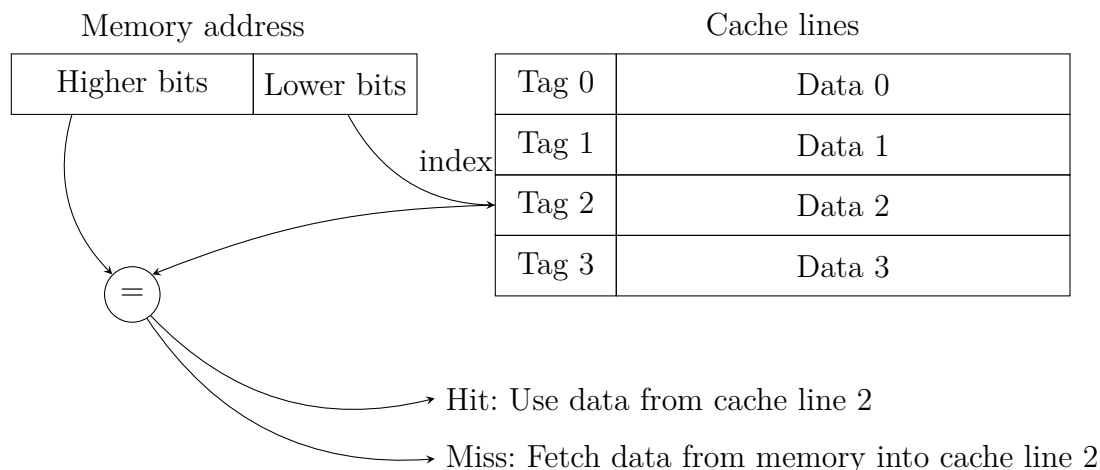 Memory address
Cache lines
Higher bits
Lower bits
Tag 0
Data 0
Tag 1
Data 1
index
Tag 2
Data 2
Tag 3
Data 3
=
Hit: Use data from cache line 2
Miss: Fetch data from memory into cache line 2